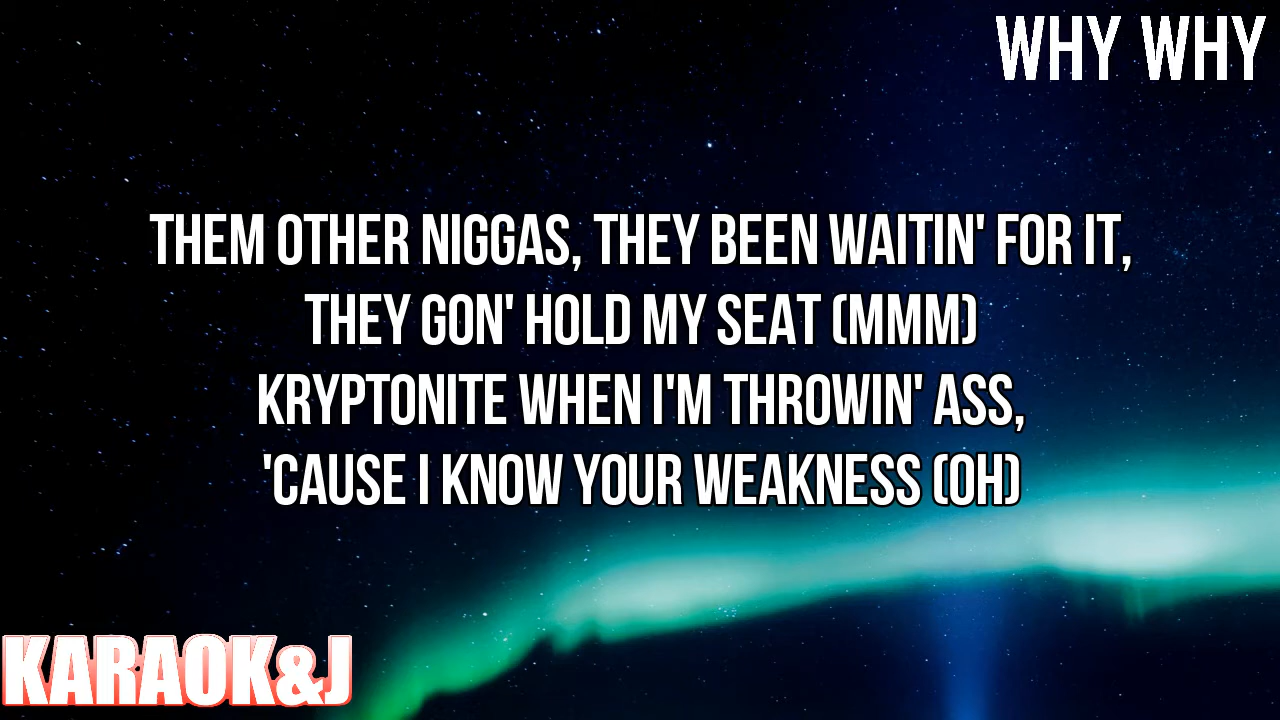 WHY WHY
THEM OTHER NIGGAS, THEY BEEN WAITIN' FOR IT,
THEY GON' HOLD MY SEAT (MMM)
KRYPTONITE WHEN I'M THROWIN' ASS,
'CAUSE I KNOW YOUR WEAKNESS (OH)
KARAOK&J